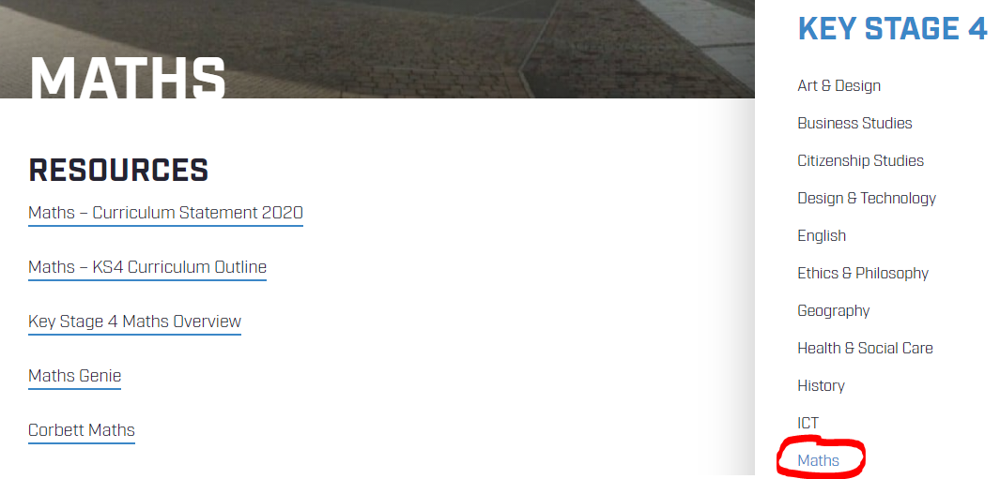 MATHS
RESOURCES
Maths – Curriculum Statement 2020
Maths – KS4 Curriculum Outline
Key Stage 4 Maths Overview
Maths Genie
Corbett Maths
KEY STAGE 4
Art & Design
Business Studies
Citizenship Studies
Design & Technology
English
Ethics & Philosophy
Geography
Health & Social Care
History
ICT
Maths